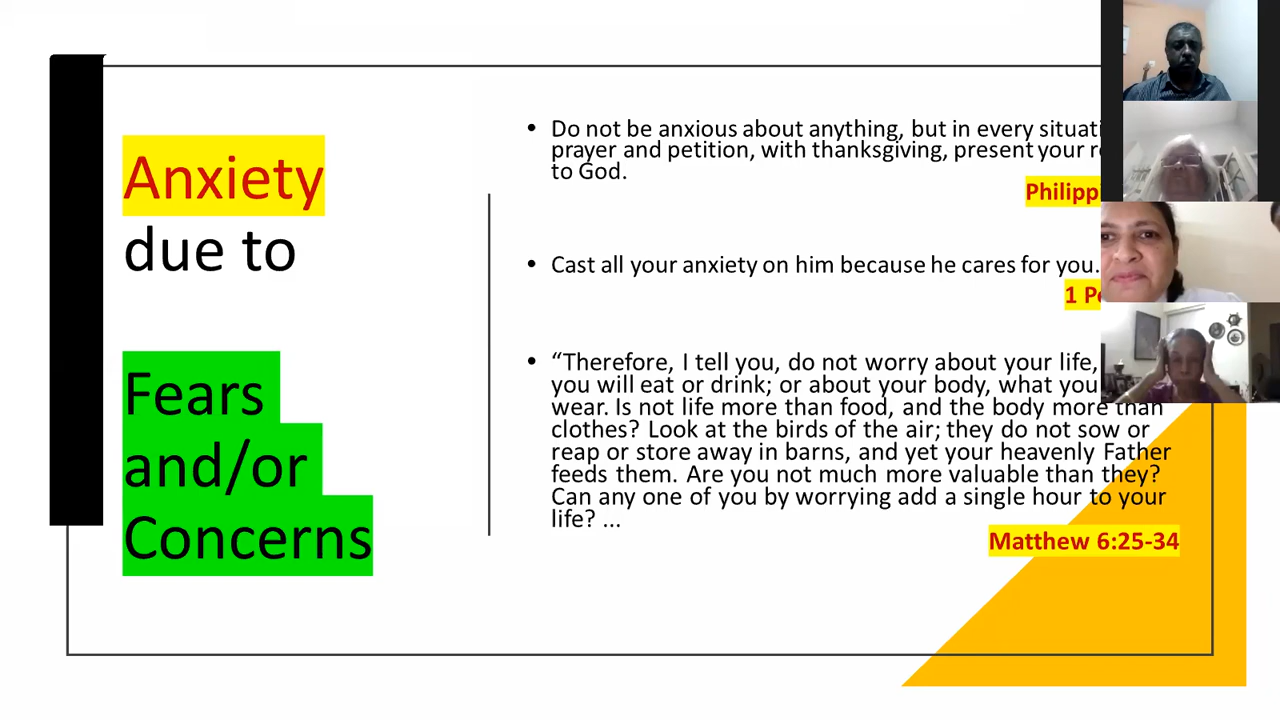 Anxiety
due to
Fears
and/or
Concerns
• Do not be anxious about anything, but in every
prayer and petition, with thanksgiving, present your
to God.
• Cast all your anxiety on him because he cares for you.
1
• “Therefore, I tell you, do not worry about your life,
you will eat or drink; or about your body, what you
wear. Is not life more than food, and the body more than
clothes? Look at the birds of the air; they do not sow or
reap or store away in barns, and yet your heavenly Father
feeds them. Are you not much more valuable than they?
Can any one of you by worrying add a single hour to your
life? ...
Matthew 6:25-34